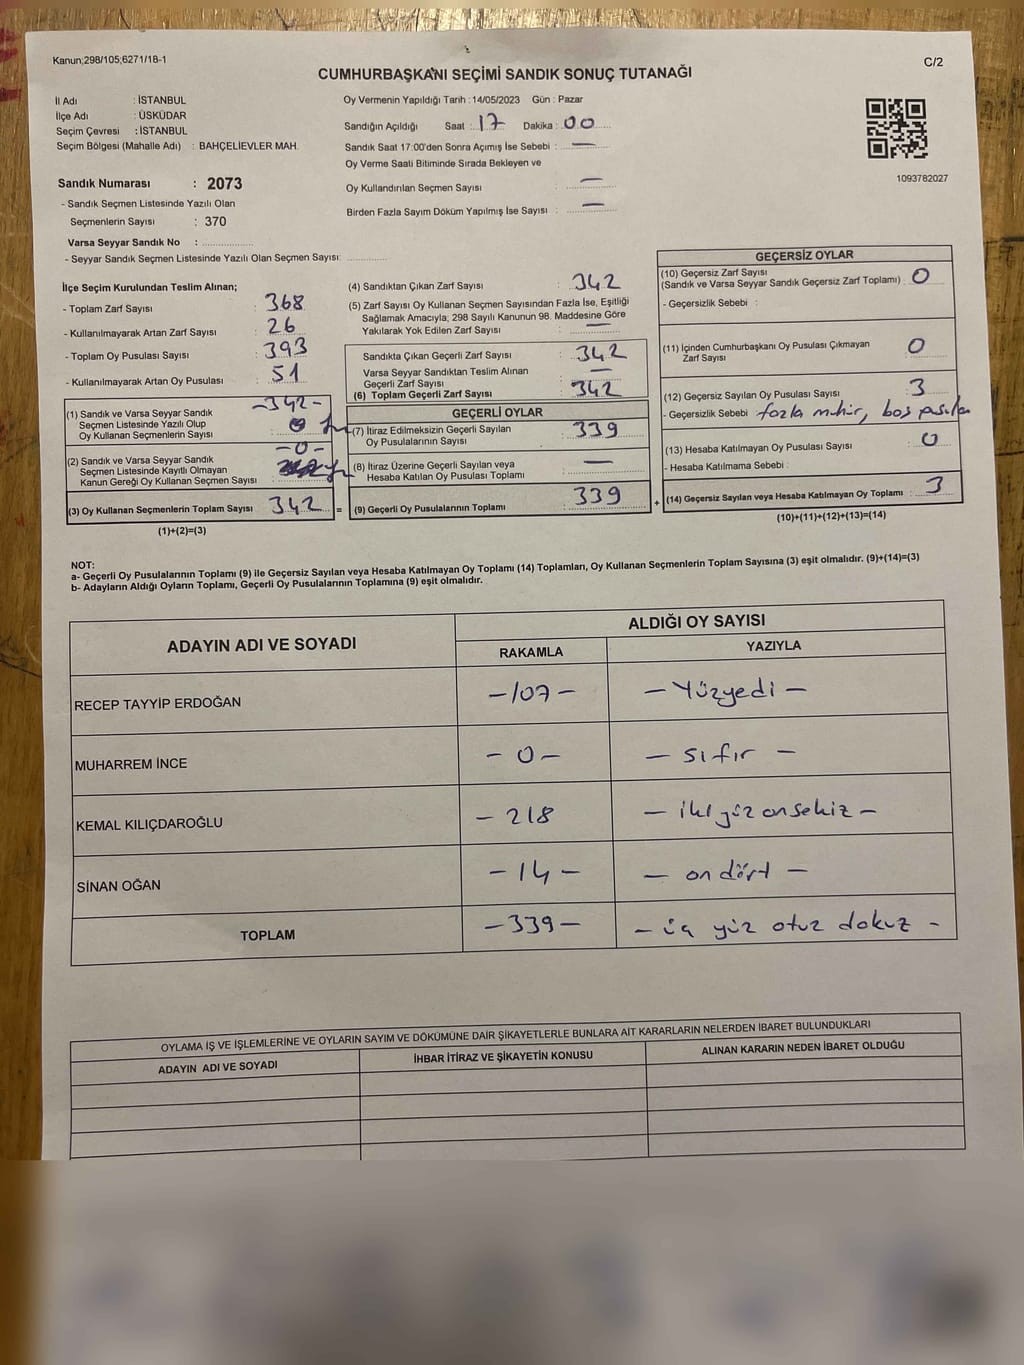 Kanun;298/105;6271/18-1
C/2
CUMHURBAŞKANI SEÇİMİ SANDIK SONUÇ TUTANAĞI
İl Adı : İSTANBUL
İlçe Adı : ÜSKÜDAR
Seçim Çevresi : İSTANBUL
Seçim Bölgesi (Mahalle Adı) : BAHÇELİEVLER MAH.
Oy Vermenin Yapıldığı Tarih : 14/05/2023 Gün : Pazar
Sandığın Açıldığı Saat : 17 Dakika : 00
Sandık Saat 17:00'den Sonra Açımış İse Sebebi : —
Oy Verme Saati Bitiminde Sırada Bekleyen ve
Oy Kullandırılan Seçmen Sayısı : —
Birden Fazla Sayım Döküm Yapılmış İse Sayısı : —
1093782027
Sandık Numarası : 2073
- Sandık Seçmen Listesinde Yazılı Olan
Seçmenlerin Sayısı : 370
Varsa Seyyar Sandık No :
- Seyyar Sandık Seçmen Listesinde Yazılı Olan Seçmen Sayısı:
İlçe Seçim Kurulundan Teslim Alınan;
- Toplam Zarf Sayısı : 368
- Kullanılmayarak Artan Zarf Sayısı : 26
- Toplam Oy Pusulası Sayısı : 393
- Kullanılmayarak Artan Oy Pusulası : 51
(1) Sandık ve Varsa Seyyar Sandık
Seçmen Listesinde Yazılı Olup
Oy Kullanan Seçmenlerin Sayısı : -342-
(2) Sandık ve Varsa Seyyar Sandık
Seçmen Listesinde Kayıtlı Olmayan
Kanun Gereği Oy Kullanan Seçmen Sayısı : -0-
(3) Oy Kullanan Seçmenlerin Toplam Sayısı : 342 =
(1)+(2)=(3)
(4) Sandıktan Çıkan Zarf Sayısı : 342
(5) Zarf Sayısı Oy Kullanan Seçmen Sayısından Fazla İse, Eşitliği
Sağlamak Amacıyla; 298 Sayılı Kanunun 98. Maddesine Göre
Yakılarak Yok Edilen Zarf Sayısı : —
Sandıkta Çıkan Geçerli Zarf Sayısı : 342
Varsa Seyyar Sandıktan Teslim Alınan
Geçerli Zarf Sayısı : —
(6) Toplam Geçerli Zarf Sayısı : 342
GEÇERLİ OYLAR
(7) İtiraz Edilmeksizin Geçerli Sayılan
Oy Pusulalarının Sayısı : 339
(8) İtiraz Üzerine Geçerli Sayılan veya
Hesaba Katılan Oy Pusulası Toplamı : —
(9) Geçerli Oy Pusulalarının Toplamı : 339 +
GEÇERSİZ OYLAR
(10) Geçersiz Zarf Sayısı
(Sandık ve Varsa Seyyar Sandık Geçersiz Zarf Toplamı) : 0
- Geçersizlik Sebebi :
(11) İçinden Cumhurbaşkanı Oy Pusulası Çıkmayan
Zarf Sayısı : 0
(12) Geçersiz Sayılan Oy Pusulası Sayısı : 3
- Geçersizlik Sebebi : fazla mühir, boş pusula
(13) Hesaba Katılmayan Oy Pusulası Sayısı : 0
- Hesaba Katılmama Sebebi :
(14) Geçersiz Sayılan veya Hesaba Katılmayan Oy Toplamı : 3
(10)+(11)+(12)+(13)=(14)
NOT:
a- Geçerli Oy Pusulalarının Toplamı (9) ile Geçersiz Sayılan veya Hesaba Katılmayan Oy Toplamı (14) Toplamları, Oy Kullanan Seçmenlerin Toplam Sayısına (3) eşit olmalıdır. (9)+(14)=(3)
b- Adayların Aldığı Oyların Toplamı, Geçerli Oy Pusulalarının Toplamına (9) eşit olmalıdır.
ADAYIN ADI VE SOYADI
ALDIĞI OY SAYISI
RAKAMLA YAZIYLA
RECEP TAYYİP ERDOĞAN -107- - Yüzyedi -
MUHARREM İNCE - 0 - - sıfır -
KEMAL KILIÇDAROĞLU - 218 - iki yüz onsekiz -
SİNAN OĞAN - 14 - - on dört -
TOPLAM -339- - üç yüz otuz dokuz -
OYLAMA İŞ VE İŞLEMLERİNE VE OYLARIN SAYIM VE DÖKÜMÜNE DAİR ŞİKAYETLERLE BUNLARA AİT KARARLARIN NELERDEN İBARET BULUNDUKLARI
ADAYIN ADI VE SOYADI
İHBAR İTİRAZ VE ŞİKAYETİN KONUSU
ALINAN KARARIN NEDEN İBARET OLDUĞU